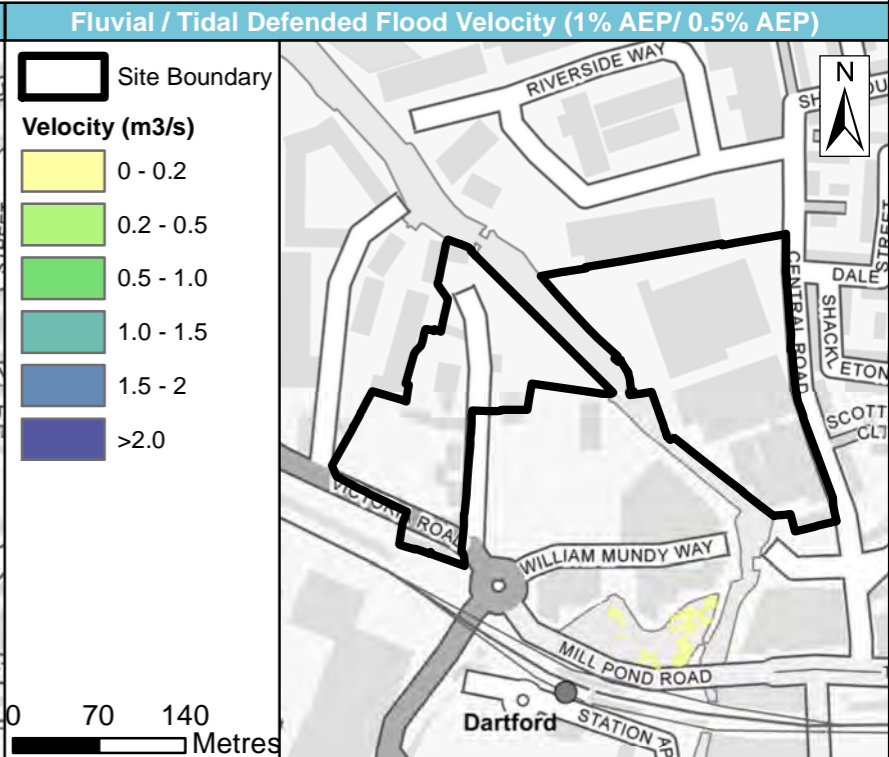 Fluvial / Tidal Defended Flood Velocity (1% AEP/ 0.5% AEP)
Site Boundary
Velocity (m3/s)
0 - 0.2
0.2 - 0.5
0.5 - 1.0
1.0 - 1.5
1.5 - 2
>2.0
0 70 140
Metres
N
RIVERSIDE WAY
CENTRAL ROAD
DALE
STREET
SHACKL
ETON
SCOTT
VICTORIA ROAD
WILLIAM MUNDY WAY
MILL POND ROAD
Dartford
STATION AP